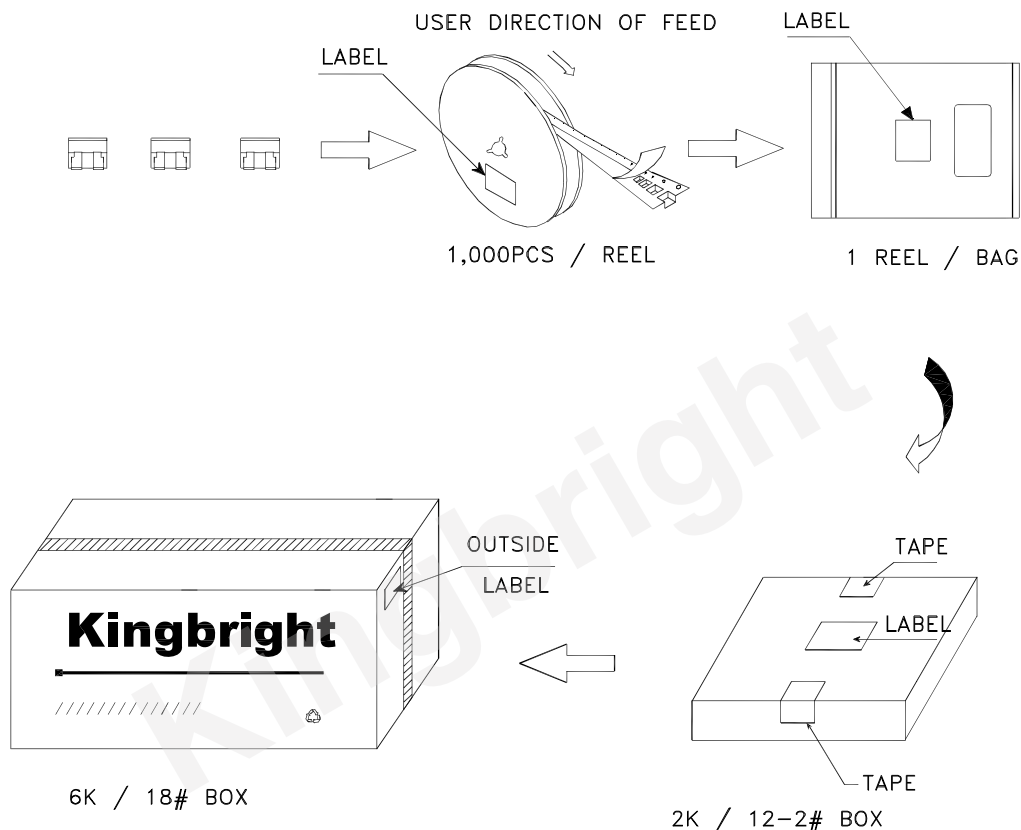 USER DIRECTION OF FEED
LABEL
LABEL
1,000PCS / REEL
1 REEL / BAG
Kingbright
OUTSIDE
LABEL
TAPE
LABEL
Kingbright
TAPE
6K / 18# BOX
2K / 12-2# BOX